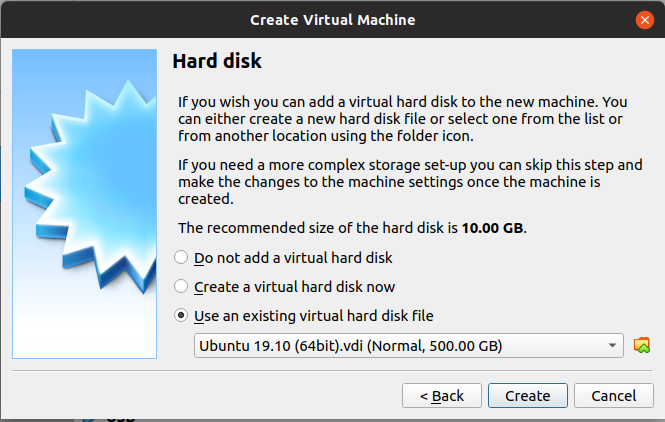 Create Virtual Machine
Hard disk
If you wish you can add a virtual hard disk to the new machine. You
can either create a new hard disk file or select one from the list or
from another location using the folder icon.
If you need a more complex storage set-up you can skip this step and
make the changes to the machine settings once the machine is
created.
The recommended size of the hard disk is 10.00 GB.
Do not add a virtual hard disk
Create a virtual hard disk now
Use an existing virtual hard disk file
Ubuntu 19.10 (64bit).vdi (Normal, 500.00 GB)
< Back Create Cancel